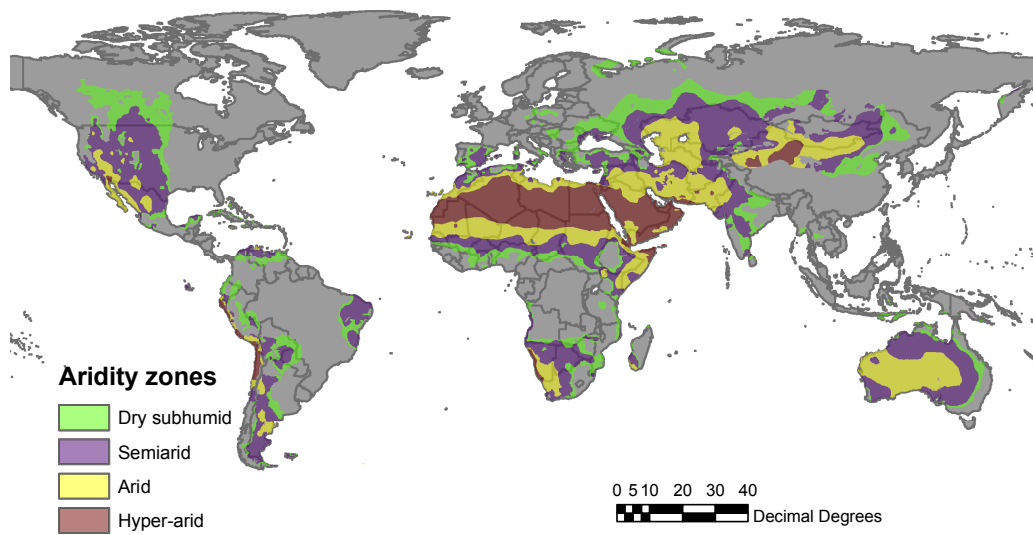 Aridity zones
Dry subhumid
Semiarid
Arid
Hyper-arid
0 5 10 20 30 40
Decimal Degrees